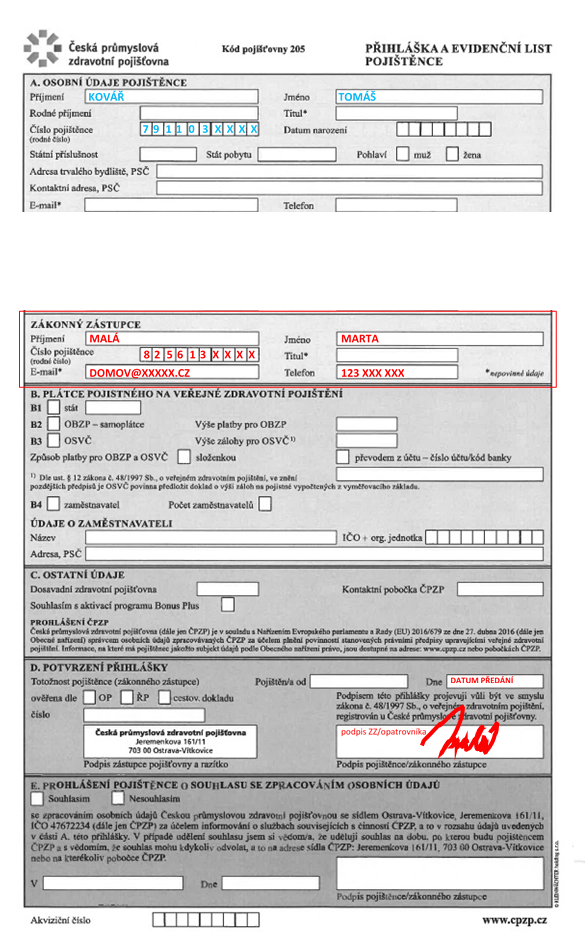 Česká průmyslová
zdravotní pojišťovna
Kód pojišťovny 205
PŘIHLÁŠKA A EVIDENČNÍ LIST
POJIŠTĚNCE
A. OSOBNÍ ÚDAJE POJIŠTĚNCE
Příjmení KOVÁŘ Jméno TOMÁŠ
Rodné příjmení Titul*
Číslo pojištěnce 791103XXXX Datum narození
(rodné číslo)
Státní příslušnost Stát pobytu Pohlaví muž žena
Adresa trvalého bydliště, PSČ
Kontaktní adresa, PSČ
E-mail* Telefon
ZÁKONNÝ ZÁSTUPCE
Příjmení MALÁ Jméno MARTA
Číslo pojištěnce 825613XXXX Titul*
(rodné číslo)
E-mail* DOMOV@XXXXX.CZ Telefon 123 XXX XXX *nepovinné údaje
B. PLÁTCE POJISTNÉHO NA VEŘEJNÉ ZDRAVOTNÍ POJIŠTĚNÍ
B1 stát
B2 OBZP – samoplátce Výše platby pro OBZP
B3 OSVČ Výše zálohy pro OSVČ 1)
Způsob platby pro OBZP a OSVČ složenkou převodem z účtu – číslo účtu/kód banky
1) Dle ust. § 12 zákona č. 48/1997 Sb., o veřejném zdravotním pojištění, ve znění
pozdějších předpisů je OSVČ povinna předložit doklad o výši záloh na pojistné vypočtených z vyměřovacího základu.
B4 zaměstnavatel Počet zaměstnavatelů
ÚDAJE O ZAMĚSTNAVATELI
Název IČO + org. jednotka
Adresa, PSČ
C. OSTATNÍ ÚDAJE
Dosavadní zdravotní pojišťovna Kontaktní pobočka ČPZP
Souhlasím s aktivací programu Bonus Plus
PROHLÁŠENÍ ČPZP
Česká průmyslová zdravotní pojišťovna (dále jen ČPZP) je v souladu s Nařízením Evropského parlamentu a Rady (EU) 2016/679 ze dne 27. dubna 2016 (dále jen
Obecné nařízení) správcem osobních údajů zpracovávaných ČPZP za účelem plnění povinností stanovených právními předpisy upravujícími veřejné zdravotní
pojištění. Informace, na které má pojištěnec jakožto subjekt údajů podle Obecného nařízení právo, jsou dostupné na adrese: www.cpzp.cz nebo pobočkách ČPZP.
D. POTVRZENÍ PŘIHLÁŠKY
Totožnost pojištěnce (zákonného zástupce) Pojištěn/a od Dne DATUM PŘEDÁNÍ
ověřena dle OP ŘP cestov. dokladu
číslo
Podpisem této přihlášky projevuji vůli být ve smyslu
zákona č. 48/1997 Sb., o veřejném zdravotním pojištění,
registrován u České průmyslové zdravotní pojišťovny.
Česká průmyslová zdravotní pojišťovna
Jeremenkova 161/11
703 00 Ostrava-Vítkovice
podpis ZZ/opatrovníka
Podpis zástupce pojišťovny a razítko Podpis pojištěnce/zákonného zástupce
E. PROHLÁŠENÍ POJIŠTĚNCE O SOUHLASU SE ZPRACOVÁNÍM OSOBNÍCH ÚDAJŮ
Souhlasím Nesouhlasím
se zpracováním osobních údajů Českou průmyslovou zdravotní pojišťovnou se sídlem Ostrava-Vítkovice, Jeremenkova 161/11,
IČO 47672234 (dále jen ČPZP) za účelem informování o službách souvisejících s činností ČPZP, a to v rozsahu údajů uvedených
v části A. této přihlášky. V případě udělení souhlasu jsem si vědom/a, že uděluji souhlas na dobu, po kterou budu pojištěncem
ČPZP a s vědomím, že souhlas mohu kdykoliv odvolat, a to na adrese sídla ČPZP: Jeremenkova 161/11, 703 00 Ostrava-Vítkovice
nebo na kterékoliv pobočce ČPZP.
V Dne
Podpis pojištěnce/zákonného zástupce
Akviziční číslo www.cpzp.cz